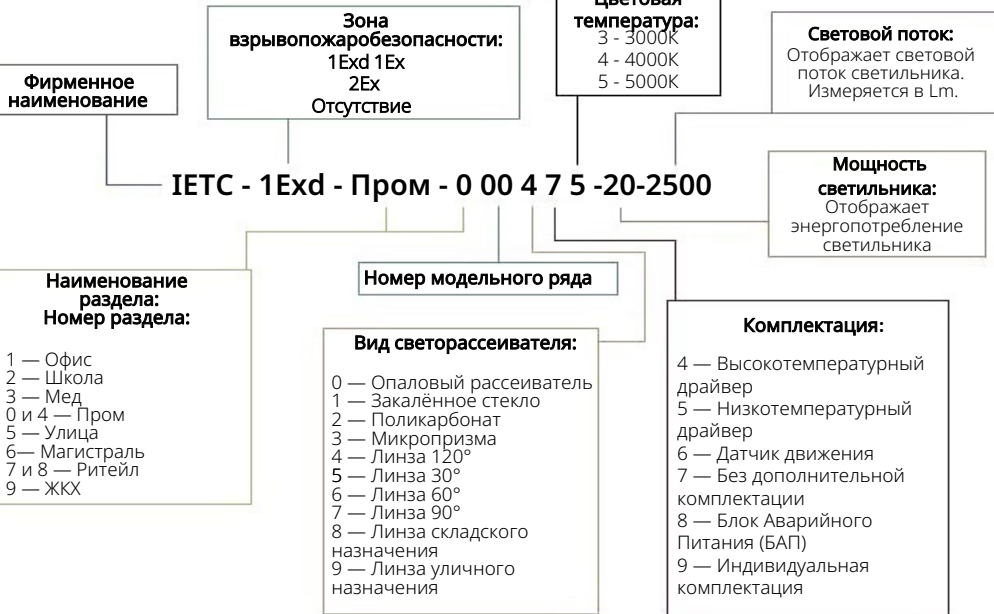 Цветовая
температура:
3 - 3000К
4 - 4000К
5 - 5000К
Зона
взрывопожаробезопасности:
1Exd 1Ex
2Ex
Отсутствие
Световой поток:
Отображает световой
поток светильника.
Измеряется в Lm.
Фирменное
наименование
IETC - 1Exd - Пром - 0 00 4 7 5 -20-2500
Мощность
светильника:
Отображает
энергопотребление
светильника
Наименование
раздела:
Номер раздела:
1 — Офис
2 — Школа
3 — Мед
0 и 4 — Пром
5 — Улица
6— Магистраль
7 и 8 — Ритейл
9 — ЖКХ
Номер модельного ряда
Вид светорассеивателя:
0 — Опаловый рассеиватель
1 — Закалённое стекло
2 — Поликарбонат
3 — Микропризма
4 — Линза 120°
5 — Линза 30°
6 — Линза 60°
7 — Линза 90°
8 — Линза складского
назначения
9 — Линза уличного
назначения
Комплектация:
4 — Высокотемпературный
драйвер
5 — Низкотемпературный
драйвер
6 — Датчик движения
7 — Без дополнительной
комплектации
8 — Блок Аварийного
Питания (БАП)
9 — Индивидуальная
комплектация